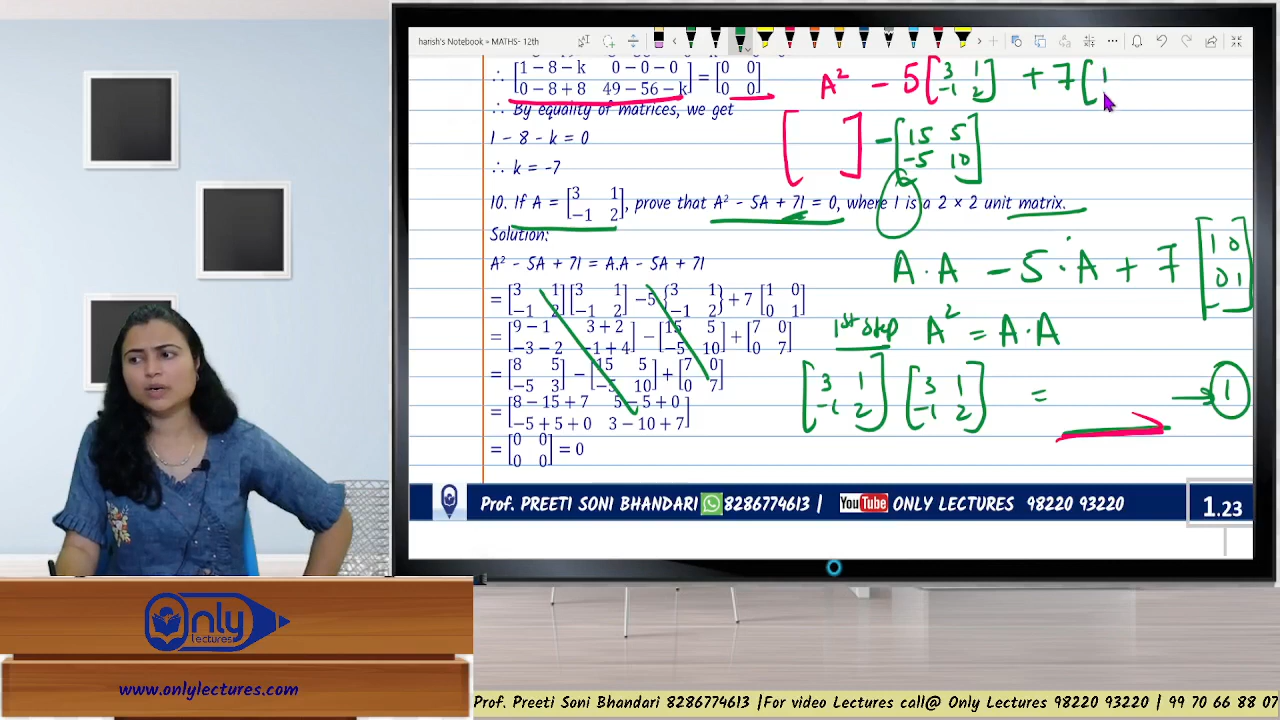 harish's Notebook > MATHS- 12th
∴ [1 − 8 − k 0 − 0 − 0
0 − 8 + 8 49 − 56 − k] = [0 0
0 0]
∴ By equality of matrices, we get
1 − 8 − k = 0
∴ k = -7
10. If A = [3 1
−1 2], prove that A² − 5A + 7I = 0, where I is a 2 × 2 unit matrix.
Solution:
A² − 5A + 7I = A.A − 5A + 7I
= [3 1
−1 2] [3 1
−1 2] −5 {3 1
−1 2} + 7 [1 0
0 1]
= [9 − 1 3 + 2
−3 − 2 −1 + 4] − [15 5
−5 10] + [7 0
0 7]
= [8 5
−5 3] − [15 5
−5 10] + [7 0
0 7]
= [8 − 15 + 7 5 − 5 + 0
−5 + 5 + 0 3 − 10 + 7]
= [0 0
0 0] = 0
A² − 5 [3 1
−1 2] + 7 [1
[ ] − [15 5
−5 10]
A · A − 5 · A + 7 [1 0
0 1]
1st step A² = A · A
[3 1
−1 2] [3 1
−1 2] = → 1
Prof. PREETI SONI BHANDARI 8286774613 | YouTube ONLY LECTURES 98220 93220
1.23
Only
lectures
www.onlylectures.com
Prof. Preeti Soni Bhandari 8286774613 |For video Lectures call@ Only Lectures 98220 93220 | 99 70 66 88 07